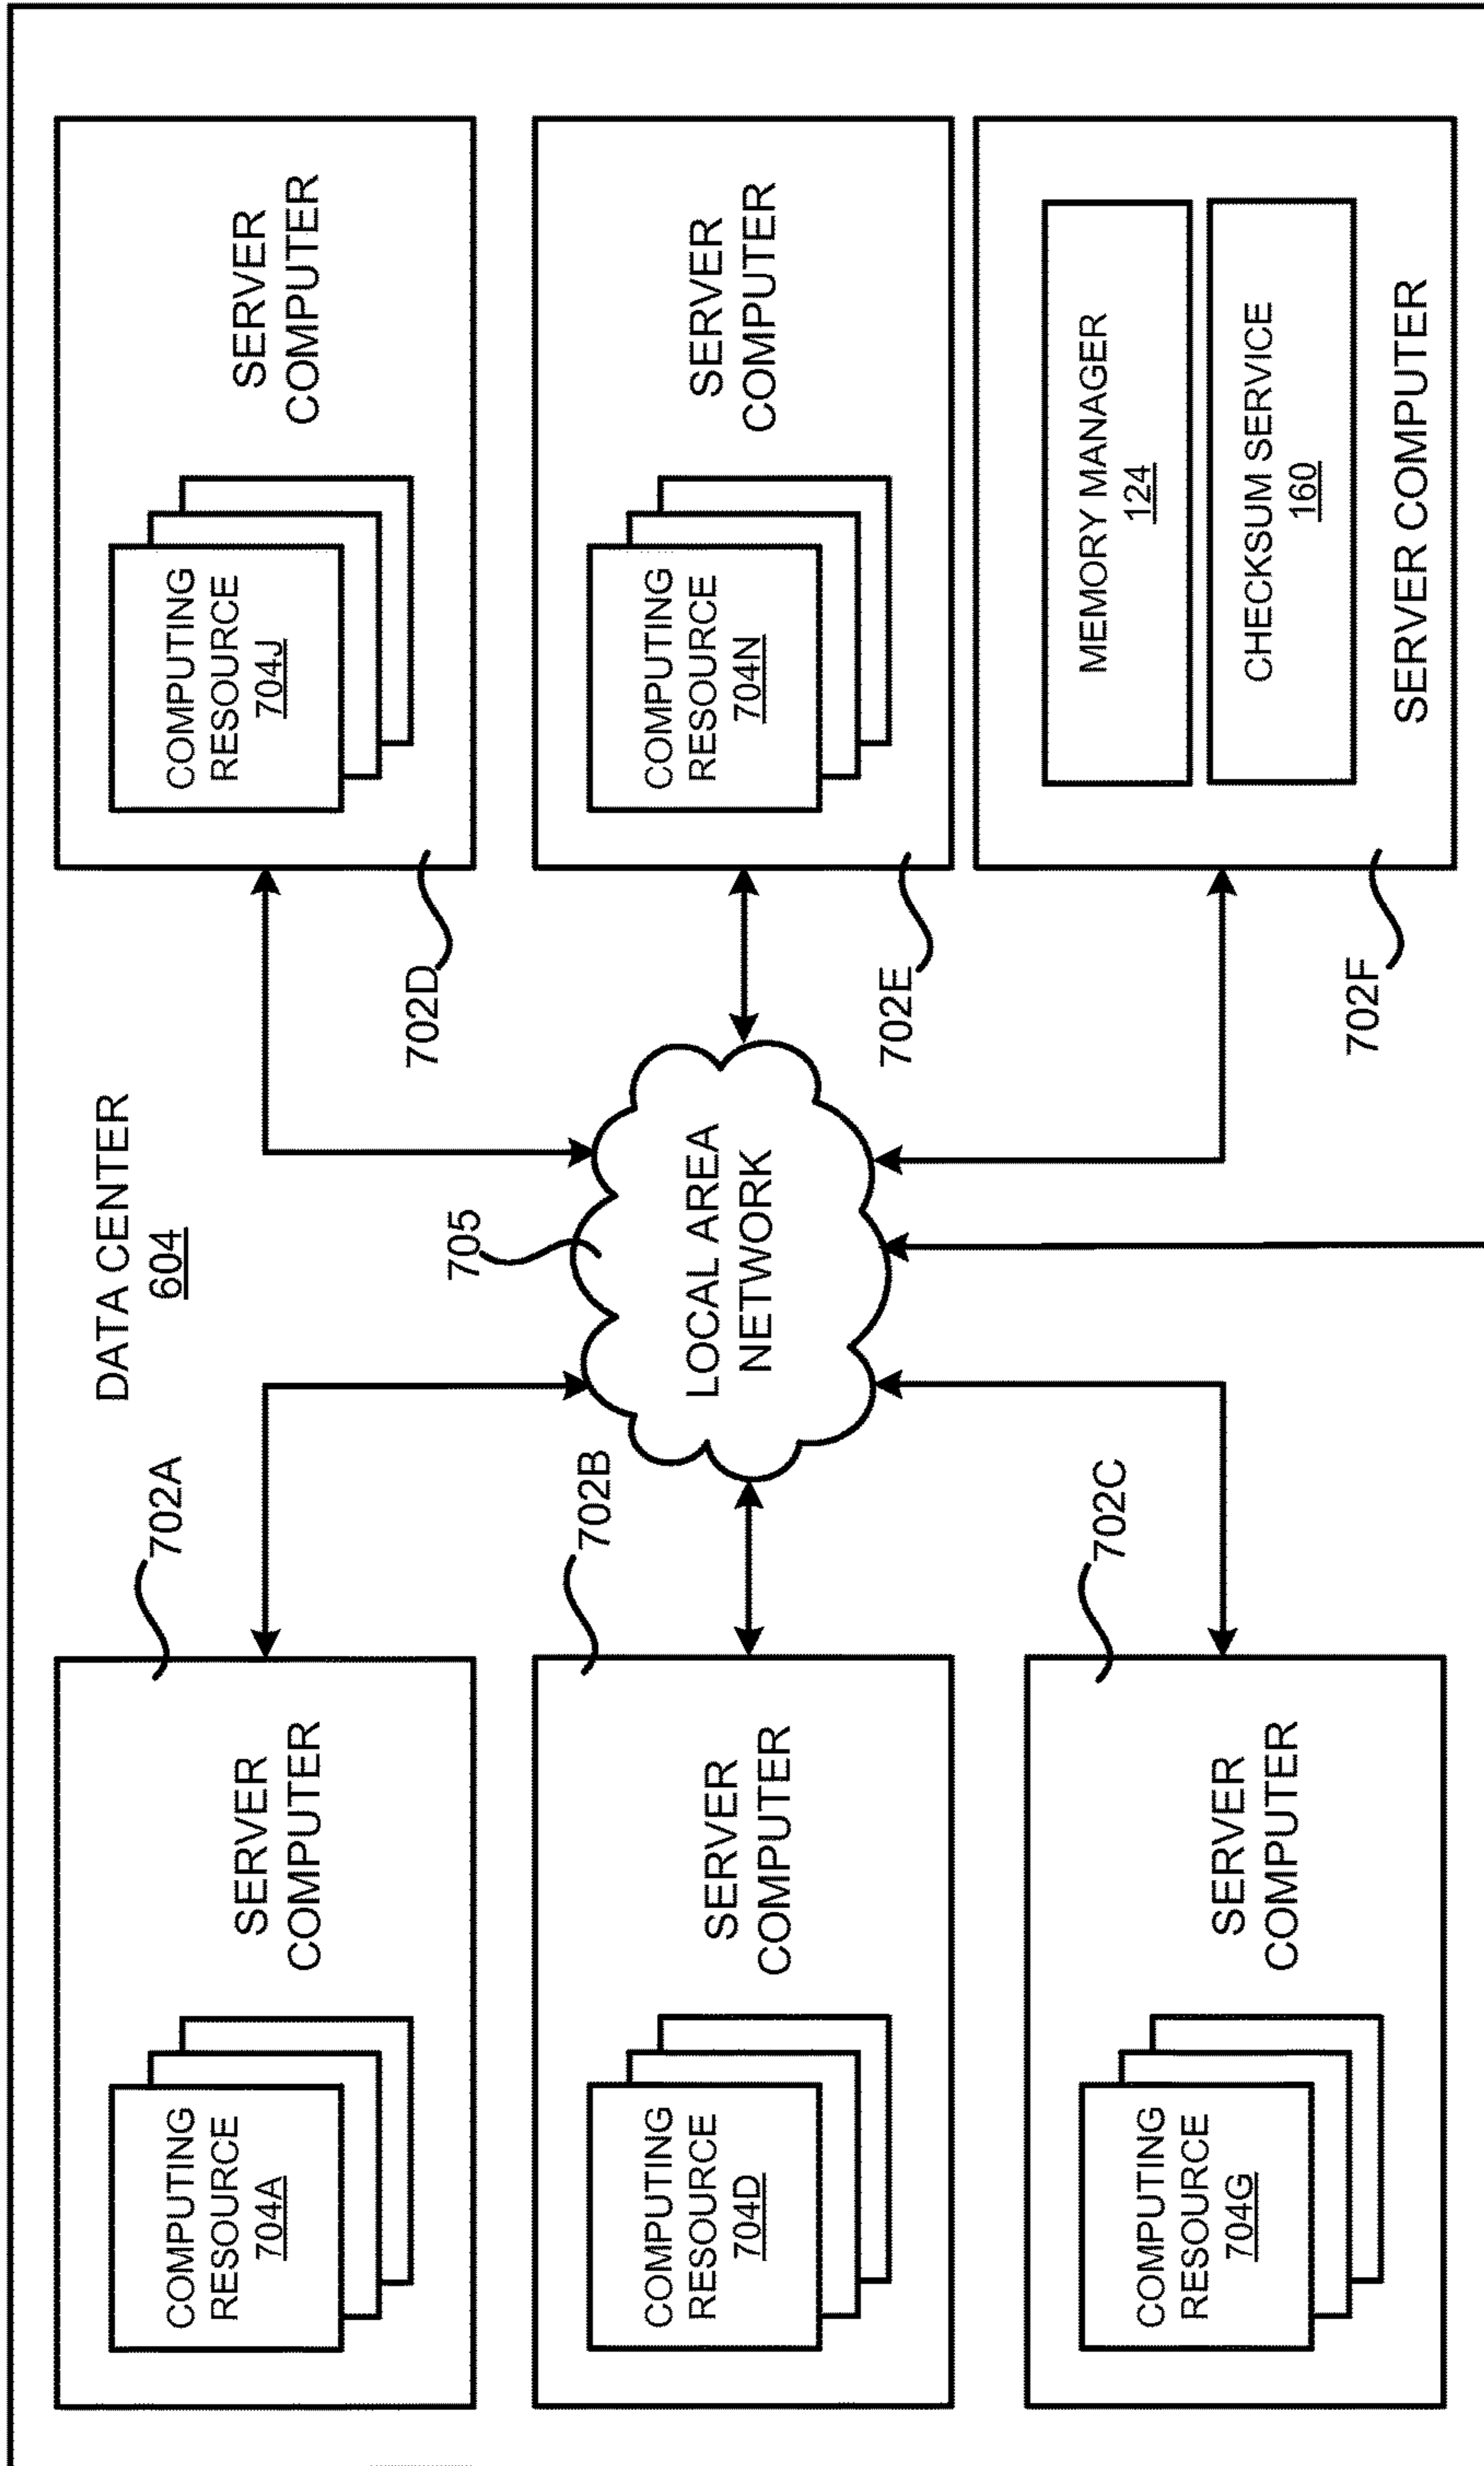 DATA CENTER
604
702A
SERVER
COMPUTER
COMPUTING
RESOURCE
704A
702B
SERVER
COMPUTER
COMPUTING
RESOURCE
704D
702C
SERVER
COMPUTER
COMPUTING
RESOURCE
704G
705
LOCAL AREA
NETWORK
702D
COMPUTING
RESOURCE
704J
SERVER
COMPUTER
702E
COMPUTING
RESOURCE
704N
SERVER
COMPUTER
702F
MEMORY MANAGER
124
CHECKSUM SERVICE
160
SERVER COMPUTER